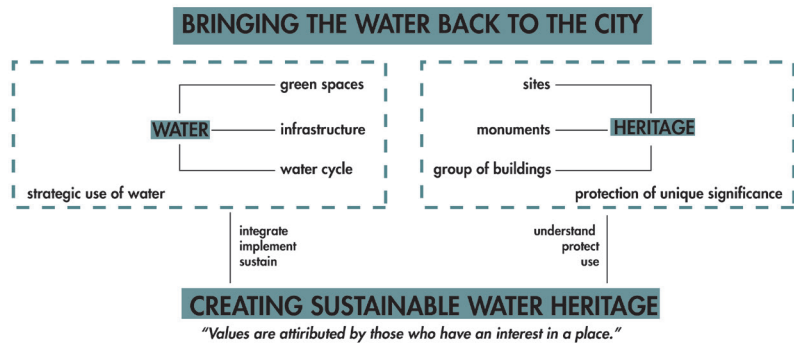 BRINGING THE WATER BACK TO THE CITY
green spaces
WATER
infrastructure
water cycle
strategic use of water
sites
monuments
HERITAGE
group of buildings
protection of unique significance
integrate
implement
sustain
understand
protect
use
CREATING SUSTAINABLE WATER HERITAGE
“Values are attiributed by those who have an interest in a place.”